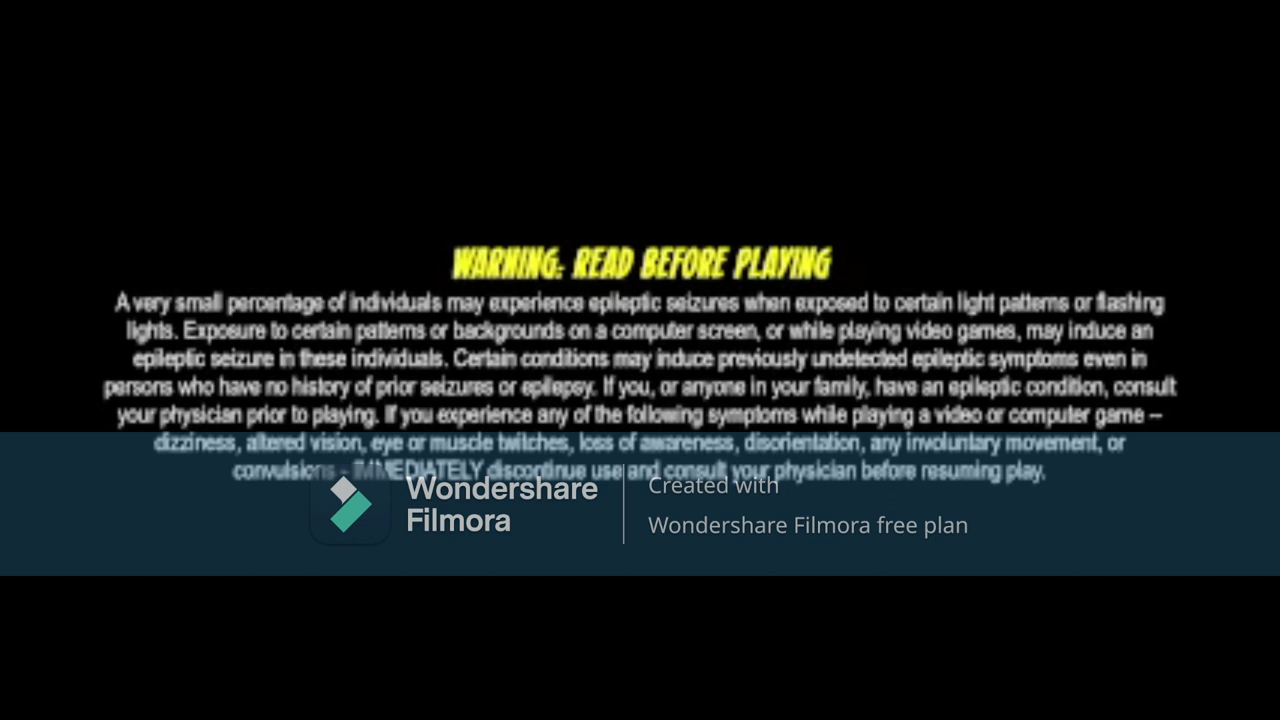 WARNING: READ BEFORE PLAYING
A very small percentage of individuals may experience epileptic seizures when exposed to certain light patterns or flashing
lights. Exposure to certain patterns or backgrounds on a computer screen, or while playing video games, may induce an
epileptic seizure in these individuals. Certain conditions may induce previously undetected epileptic symptoms even in
persons who have no history of prior seizures or epilepsy. If you, or anyone in your family, have an epileptic condition, consult
your physician prior to playing. If you experience any of the following symptoms while playing a video or computer game --
dizziness, altered vision, eye or muscle twitches, loss of awareness, disorientation, any involuntary movement, or
convulsions - IMMEDIATELY discontinue use and consult your physician before resuming play.
Wondershare
Filmora
Created with
Wondershare Filmora free plan